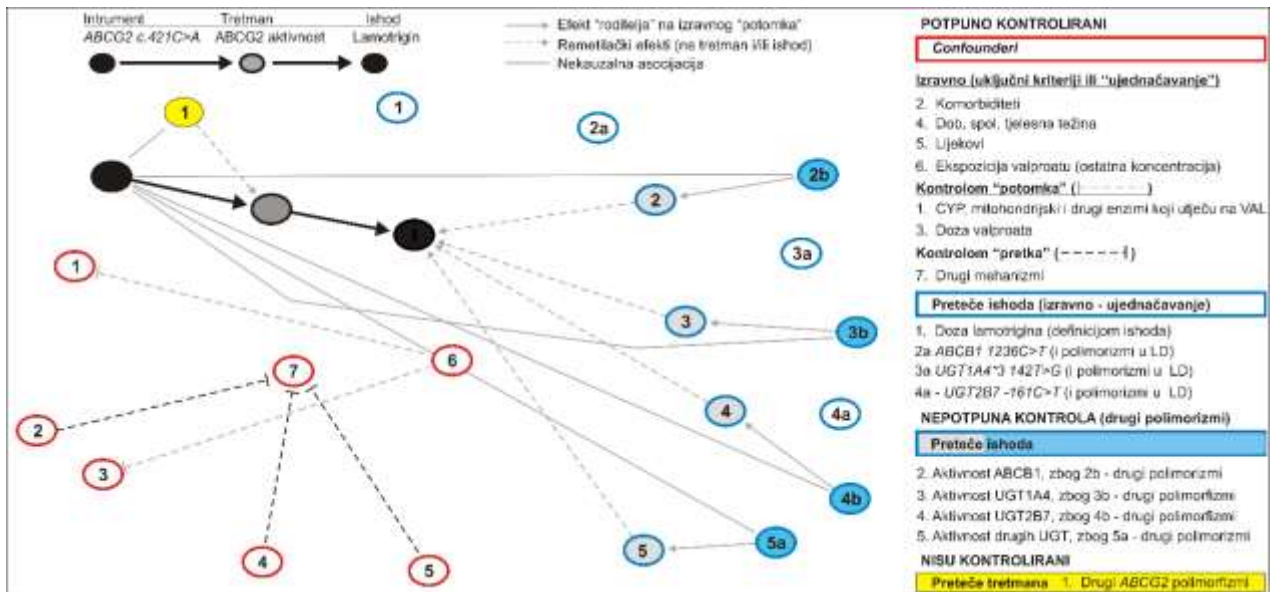 Intrument
Tretman
Ishod
ABCG2 c.421C>A
ABCG2 aktivnost
Lamotrigin
Efekt "roditelja" na izravnog "potomka"
Remetilački efekti (na tretman i/ili ishod)
Nekauzalna asocijacija
1
1
2a
2b
2
3a
1
3
3b
6
7
4
4a
2
3
4b
5
5a
4
5
POTPUNO KONTROLIRANI
Confounderi
Izravno (uključni kriteriji ili "ujednačavanje")
2. Komorbiditeti
4. Dob, spol, tjelesna težina
5. Lijekovi
6. Ekspozicija valproatu (ostatna koncentracija)
Kontrolom "potomka" ( )
1. CYP, mitohondrijski i drugi enzimi koji utječu na VAL
3. Doza valproata
Kontrolom "pretka" ( )
7. Drugi mehanizmi
Preteče ishoda (izravno - ujednačavanje)
1. Doza lamotrigina (definicijom ishoda)
2a ABCB1 1236C>T (i polimorizmi u LD)
3a UGT1A4*3 142T>G (i polimorizmi u LD)
4a - UGT2B7 -161C>T (i polimorizmi u LD)
NEPOTPUNA KONTROLA (drugi polimorizmi)
Preteče ishoda
2. Aktivnost ABCB1, zbog 2b - drugi polimorizmi
3. Aktivnost UGT1A4, zbog 3b - drugi polimorfizmi
4. Aktivnost UGT2B7, zbog 4b - drugi polimorfizmi
5. Aktivnost drugih UGT, zbog 5a - drugi polimorizmi
NISU KONTROLIRANI
Preteče tretmana 1. Drugi ABCG2 polimorfizmi